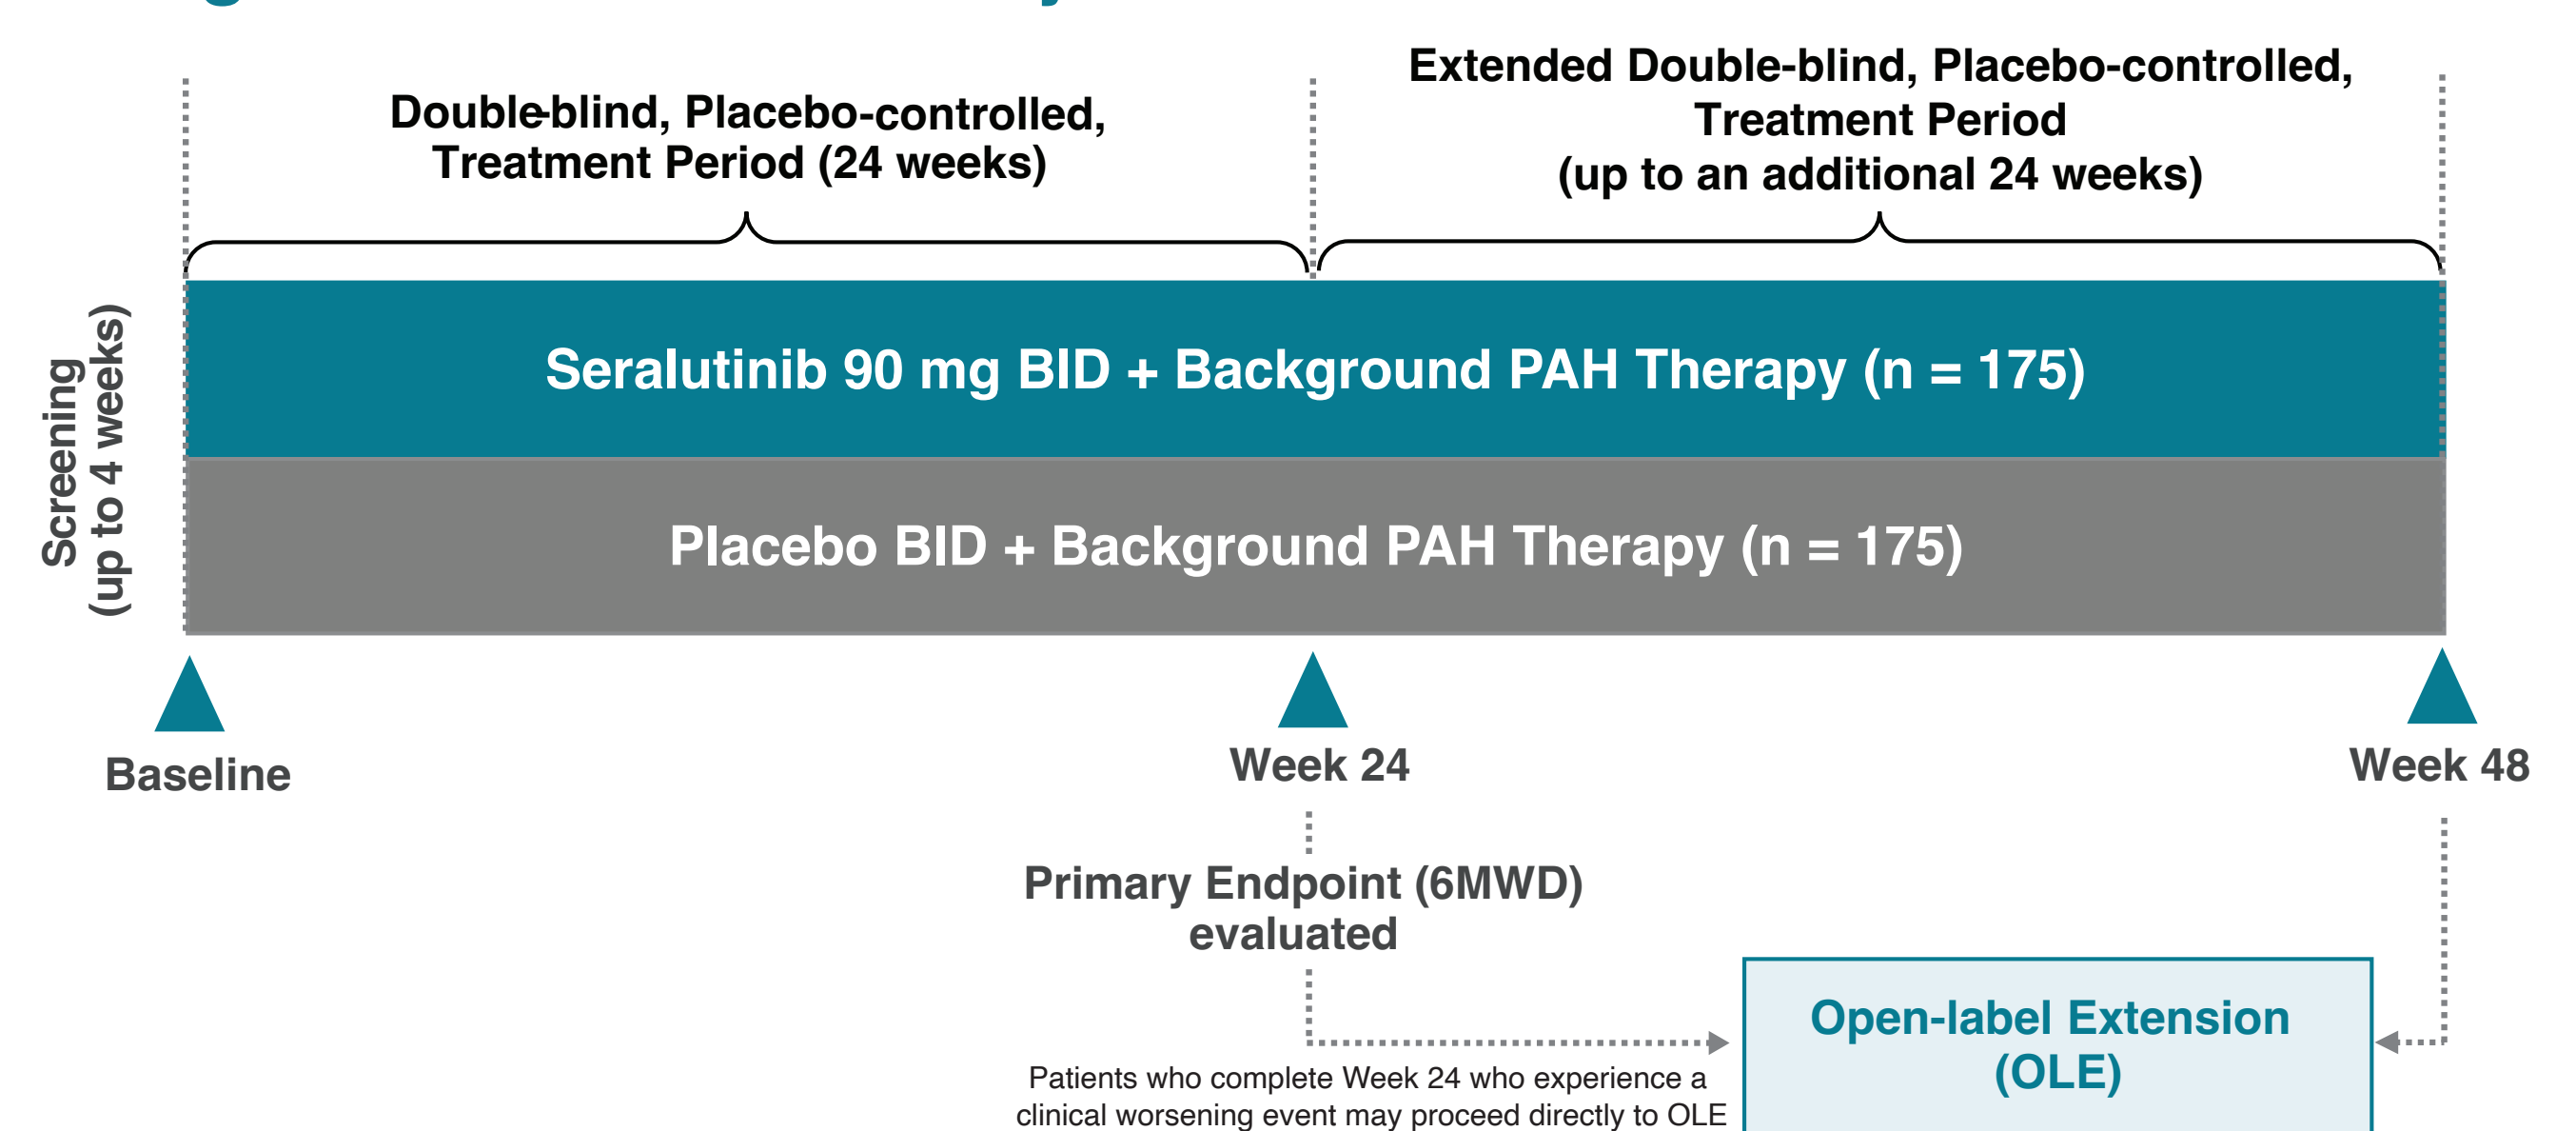 Double-blind, Placebo-controlled,
Treatment Period (24 weeks)
Extended Double-blind, Placebo-controlled,
Treatment Period
(up to an additional 24 weeks)
Screening
(up to 4 weeks)
Seralutinib 90 mg BID + Background PAH Therapy (n = 175)
Placebo BID + Background PAH Therapy (n = 175)
Baseline
Week 24
Week 48
Primary Endpoint (6MWD)
evaluated
Open-label Extension
(OLE)
Patients who complete Week 24 who experience a
clinical worsening event may proceed directly to OLE